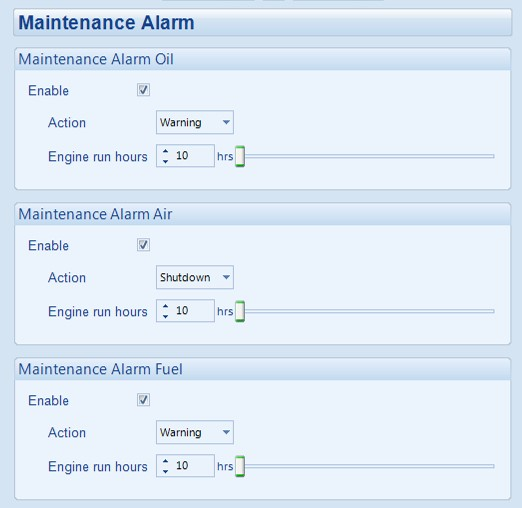 Maintenance Alarm
Maintenance Alarm Oil
Enable
Action Warning
Engine run hours 10 hrs
Maintenance Alarm Air
Enable
Action Shutdown
Engine run hours 10 hrs
Maintenance Alarm Fuel
Enable
Action Warning
Engine run hours 10 hrs